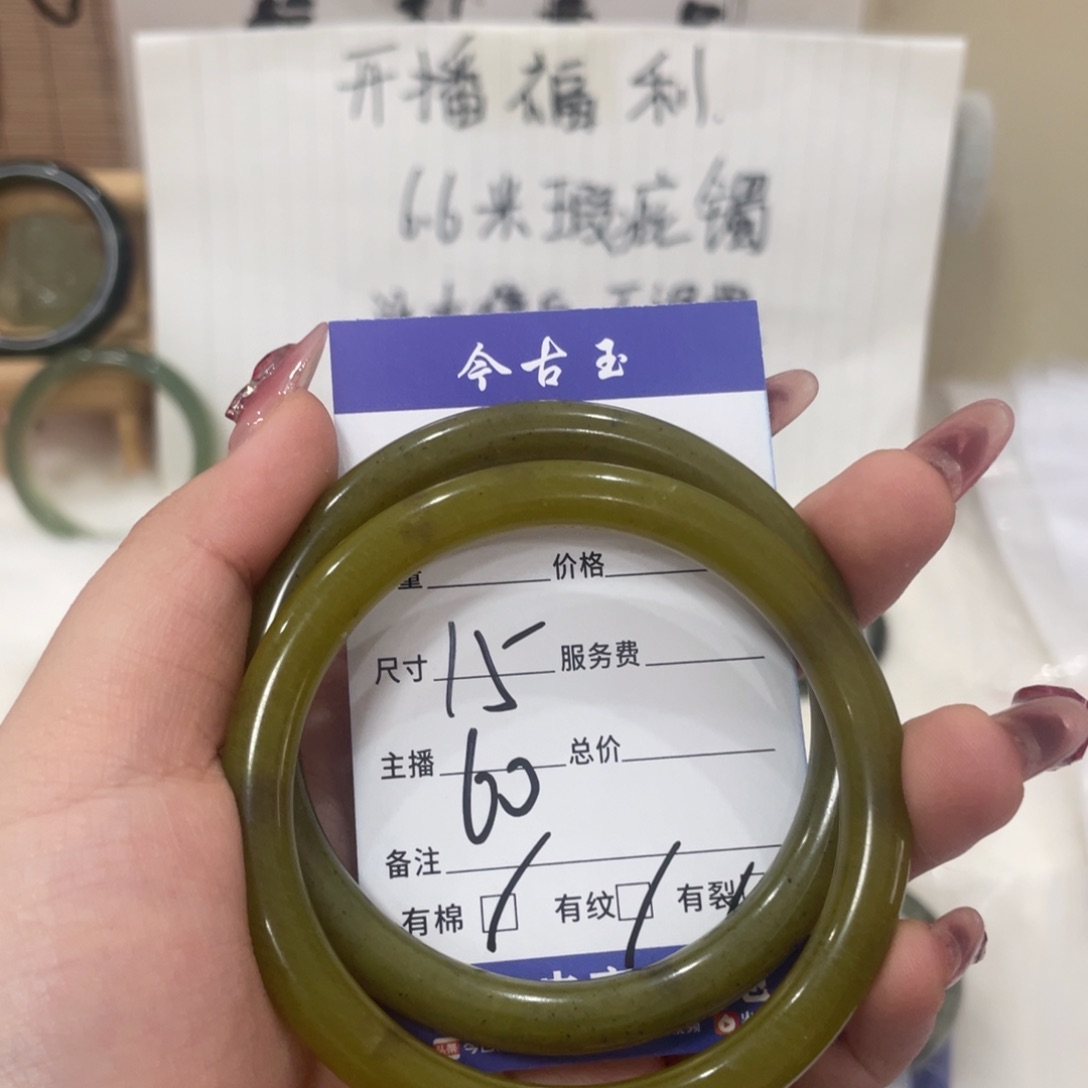 开播福利
6.6米瑕疵镯
今古玉
价格
尺寸 15 服务费
主播 60 总价
备注
有棉 有纹 有裂